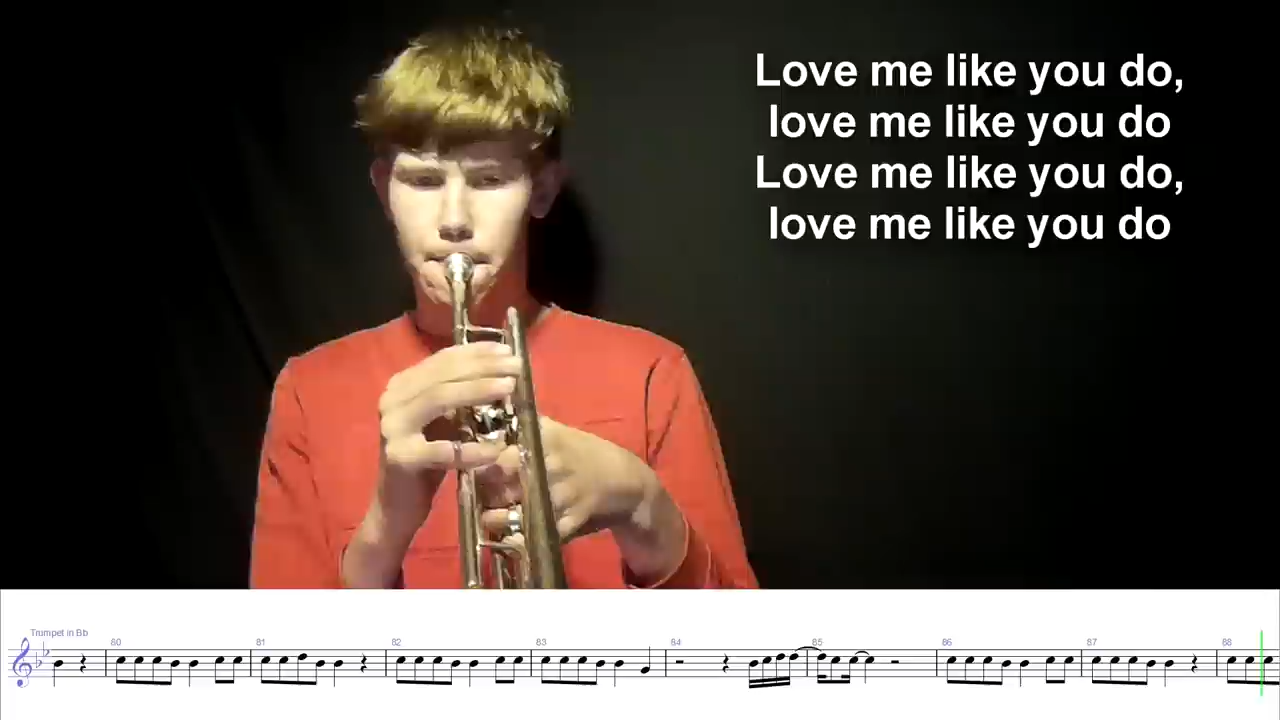 Love me like you do,
love me like you do
Love me like you do,
love me like you do
Trumpet in Bb
80
81
82
83
84
85
86
87
88